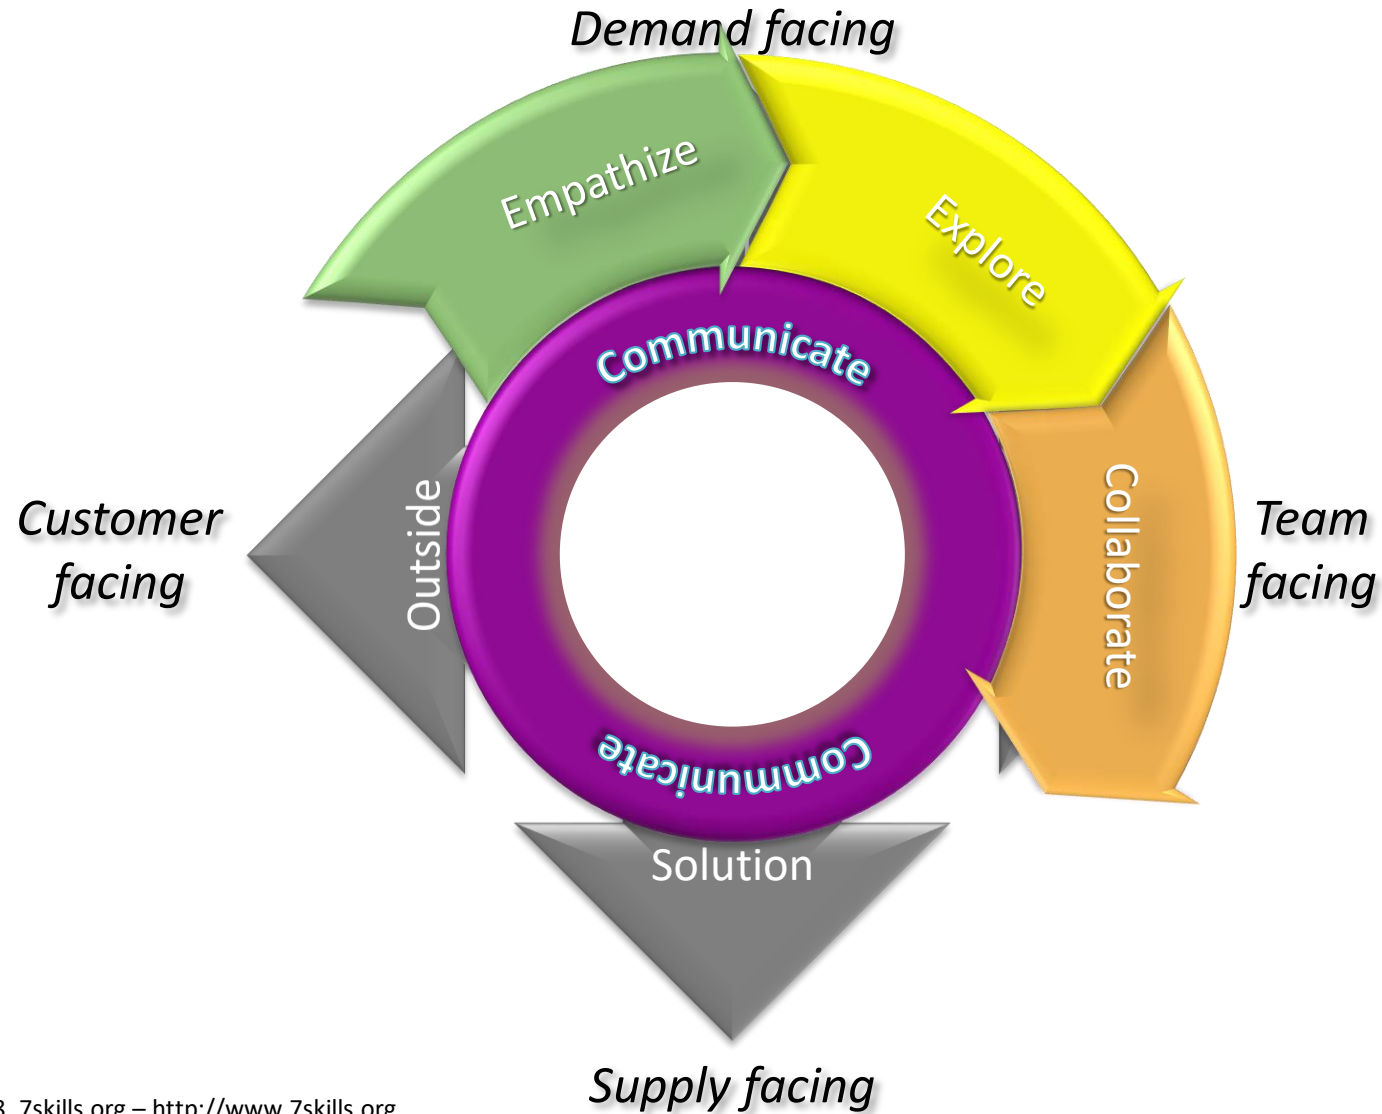 Demand facing
Empathize
Explore
Communicate
Customer
facing
Outside
Collaborate
Team
facing
Communicate
Solution
Supply facing
7skills.org – http://www.7skills.org